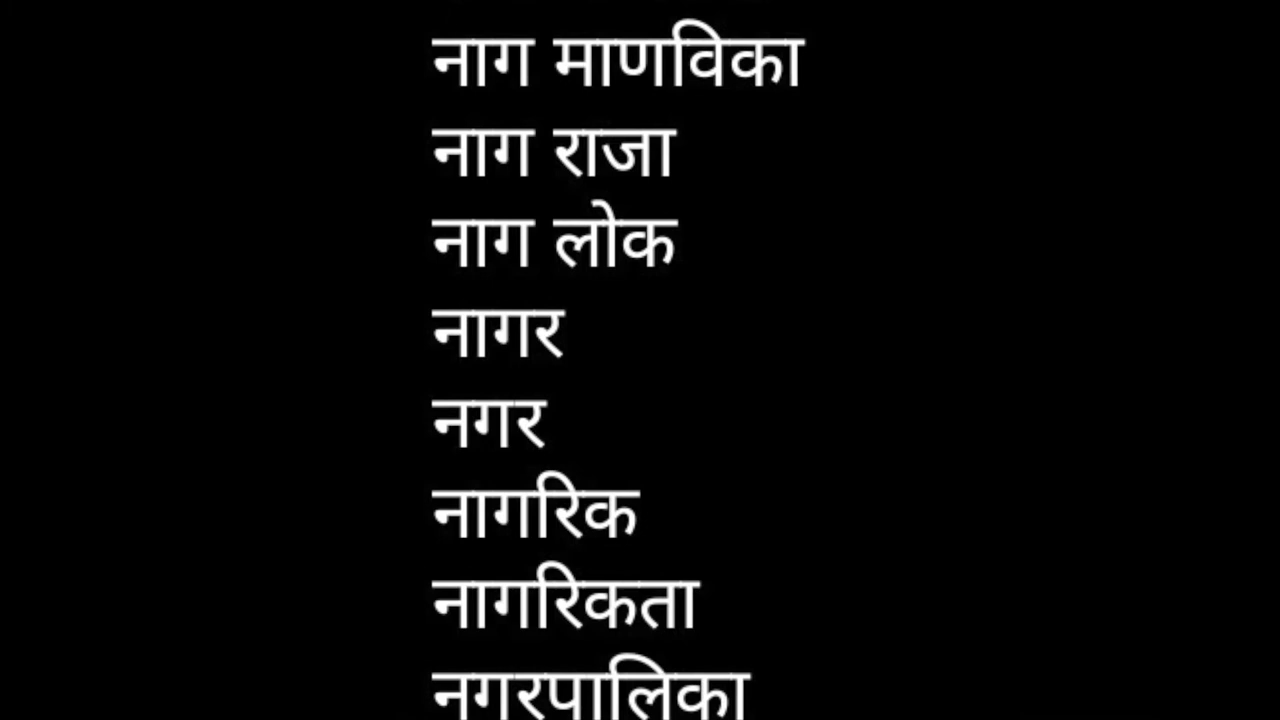 नाग माणविका
नाग राजा
नाग लोक
नागर
नगर
नागरिक
नागरिकता
नगरपालिका